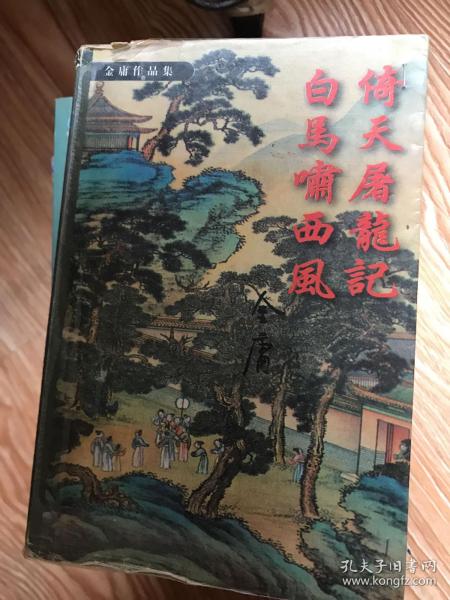 金庸作品集
倚天屠龍記
白馬嘯西風
金庸
孔夫子旧书网
www.kongfz.com